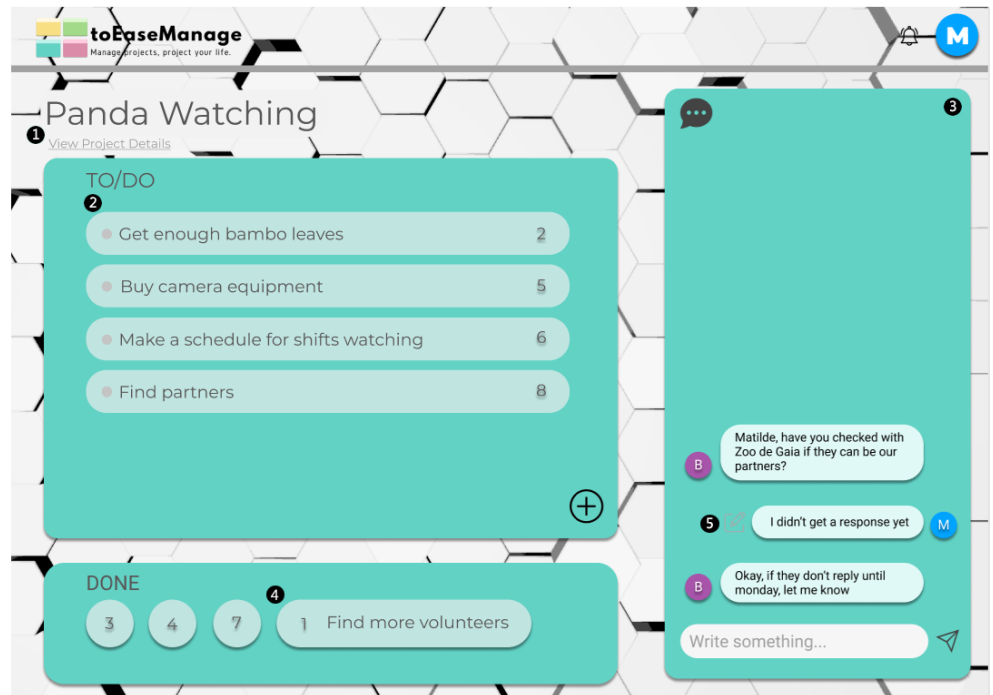 toEaseManage
Manage projects, project your life.
M
Panda Watching
1
View Project Details
TO/DO
2
Get enough bambo leaves 2
Buy camera equipment 5
Make a schedule for shifts watching 6
Find partners 8
DONE
4
3 4 7 1 Find more volunteers
3
Matilde, have you checked with
Zoo de Gaia if they can be our
partners?
B
5
I didn't get a response yet
M
Okay, if they don't reply until
monday, let me know
B
Write something...